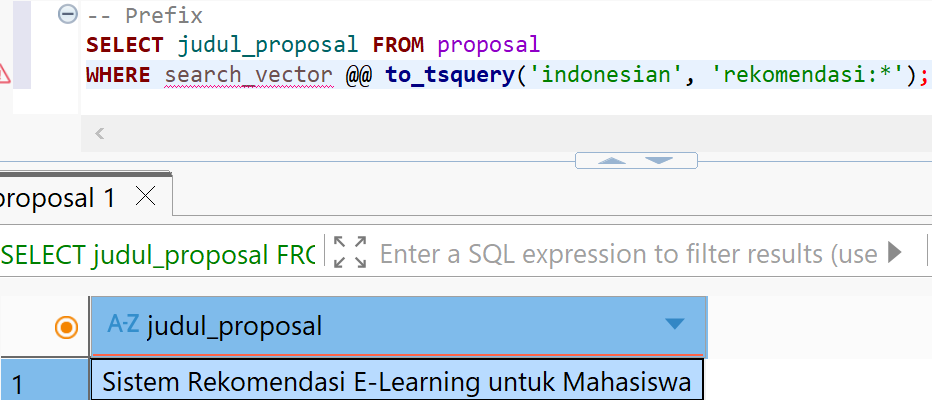 -- Prefix
SELECT judul_proposal FROM proposal
WHERE search_vector @@ to_tsquery('indonesian', 'rekomendasi:*');
proposal 1
SELECT judul_proposal FRO Enter a SQL expression to filter results (use
A-Z judul_proposal
1 Sistem Rekomendasi E-Learning untuk Mahasiswa